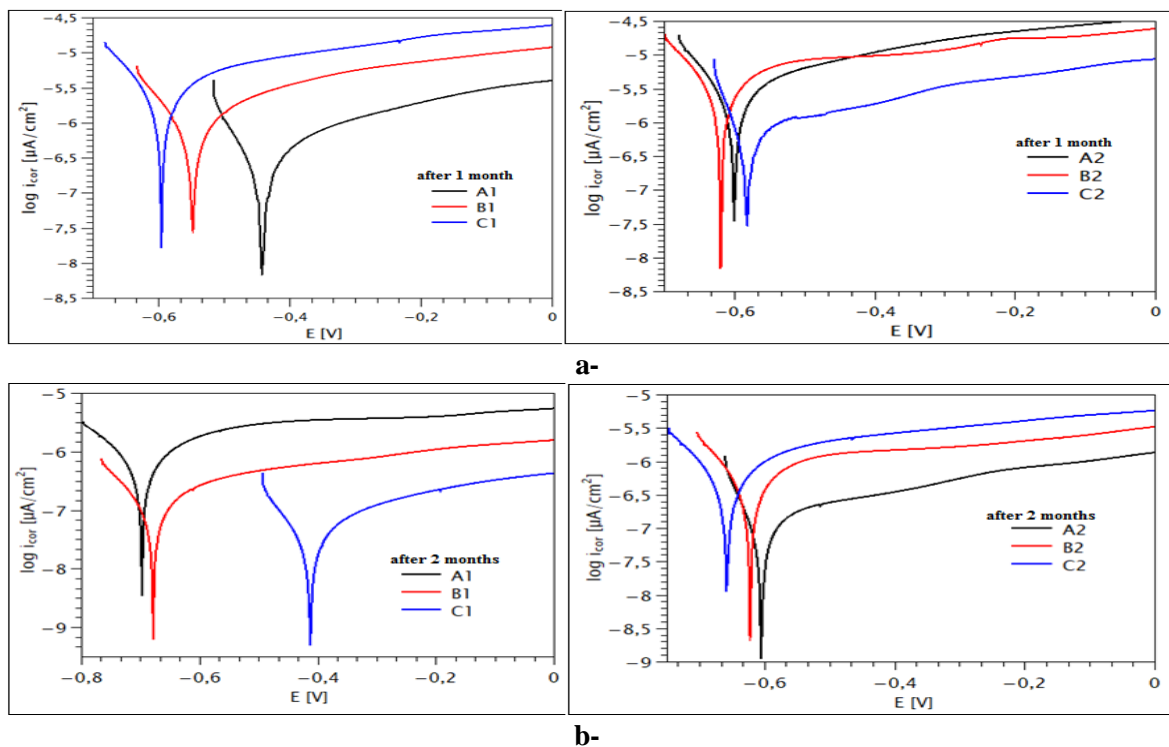 −4,5
−5
−5,5
−6
−6,5
−7
−7,5
−8
−8,5
log i cor [μA/cm²]
after 1 month
A1
B1
C1
−0,6
−0,4
−0,2
0
E [V]
−4,5
−5
−5,5
−6
−6,5
−7
−7,5
−8
−8,5
log i cor [μA/cm²]
after 1 month
A2
B2
C2
−0,6
−0,4
−0,2
0
E [V]
a-
−5
−6
−7
−8
−9
log i cor [μA/cm²]
after 2 months
A1
B1
C1
−0,8
−0,6
−0,4
−0,2
0
E [V]
−5
−5,5
−6
−6,5
−7
−7,5
−8
−8,5
−9
log i cor [μA/cm²]
after 2 months
A2
B2
C2
−0,6
−0,4
−0,2
0
E [V]
b-